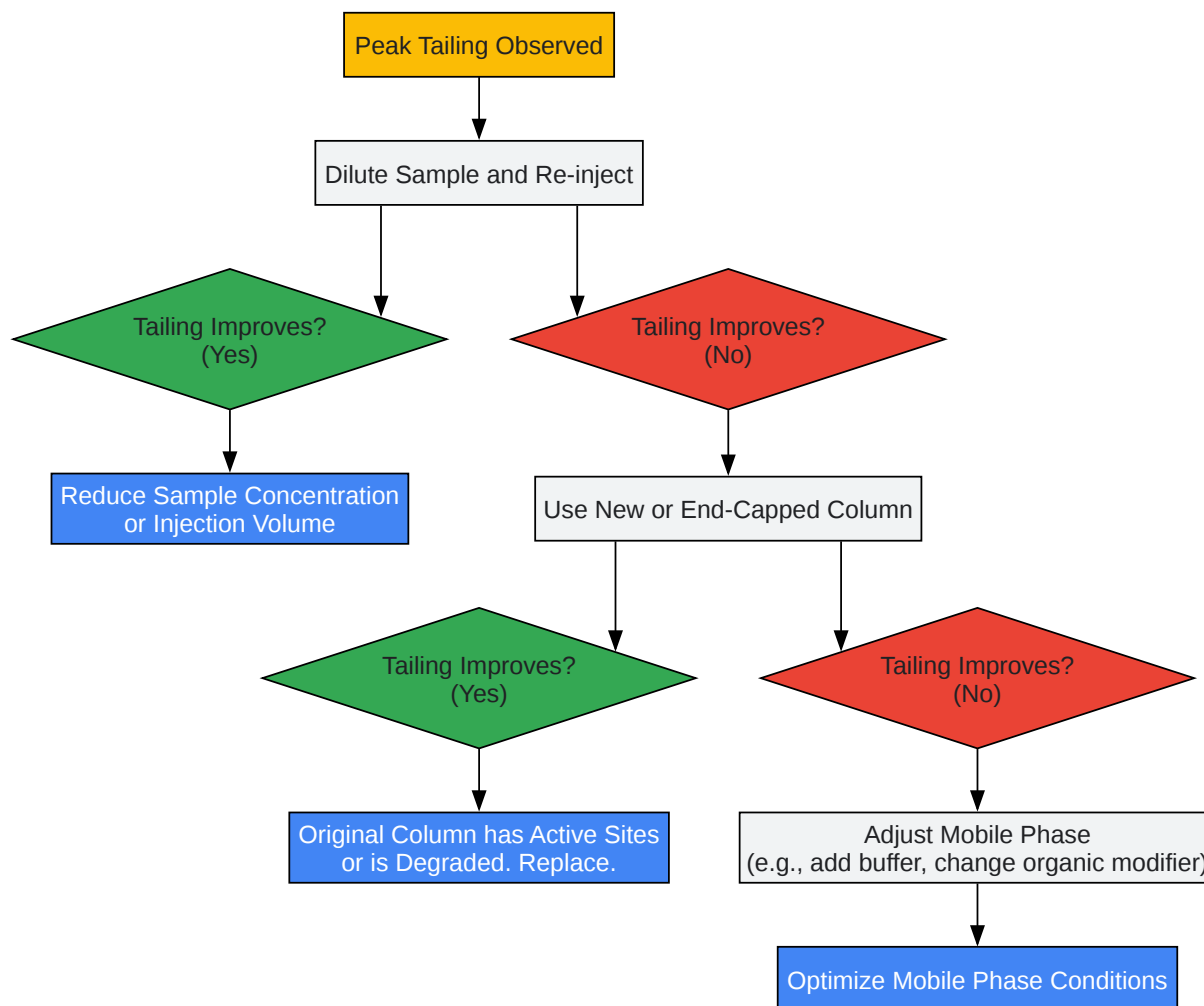 Peak Tailing Observed
Dilute Sample and Re-inject
Tailing Improves?
(Yes)
Tailing Improves?
(No)
Reduce Sample Concentration
or Injection Volume
Use New or End-Capped Column
Tailing Improves?
(Yes)
Tailing Improves?
(No)
Original Column has Active Sites
or is Degraded. Replace.
Adjust Mobile Phase
(e.g., add buffer, change organic modifier)
Optimize Mobile Phase Conditions